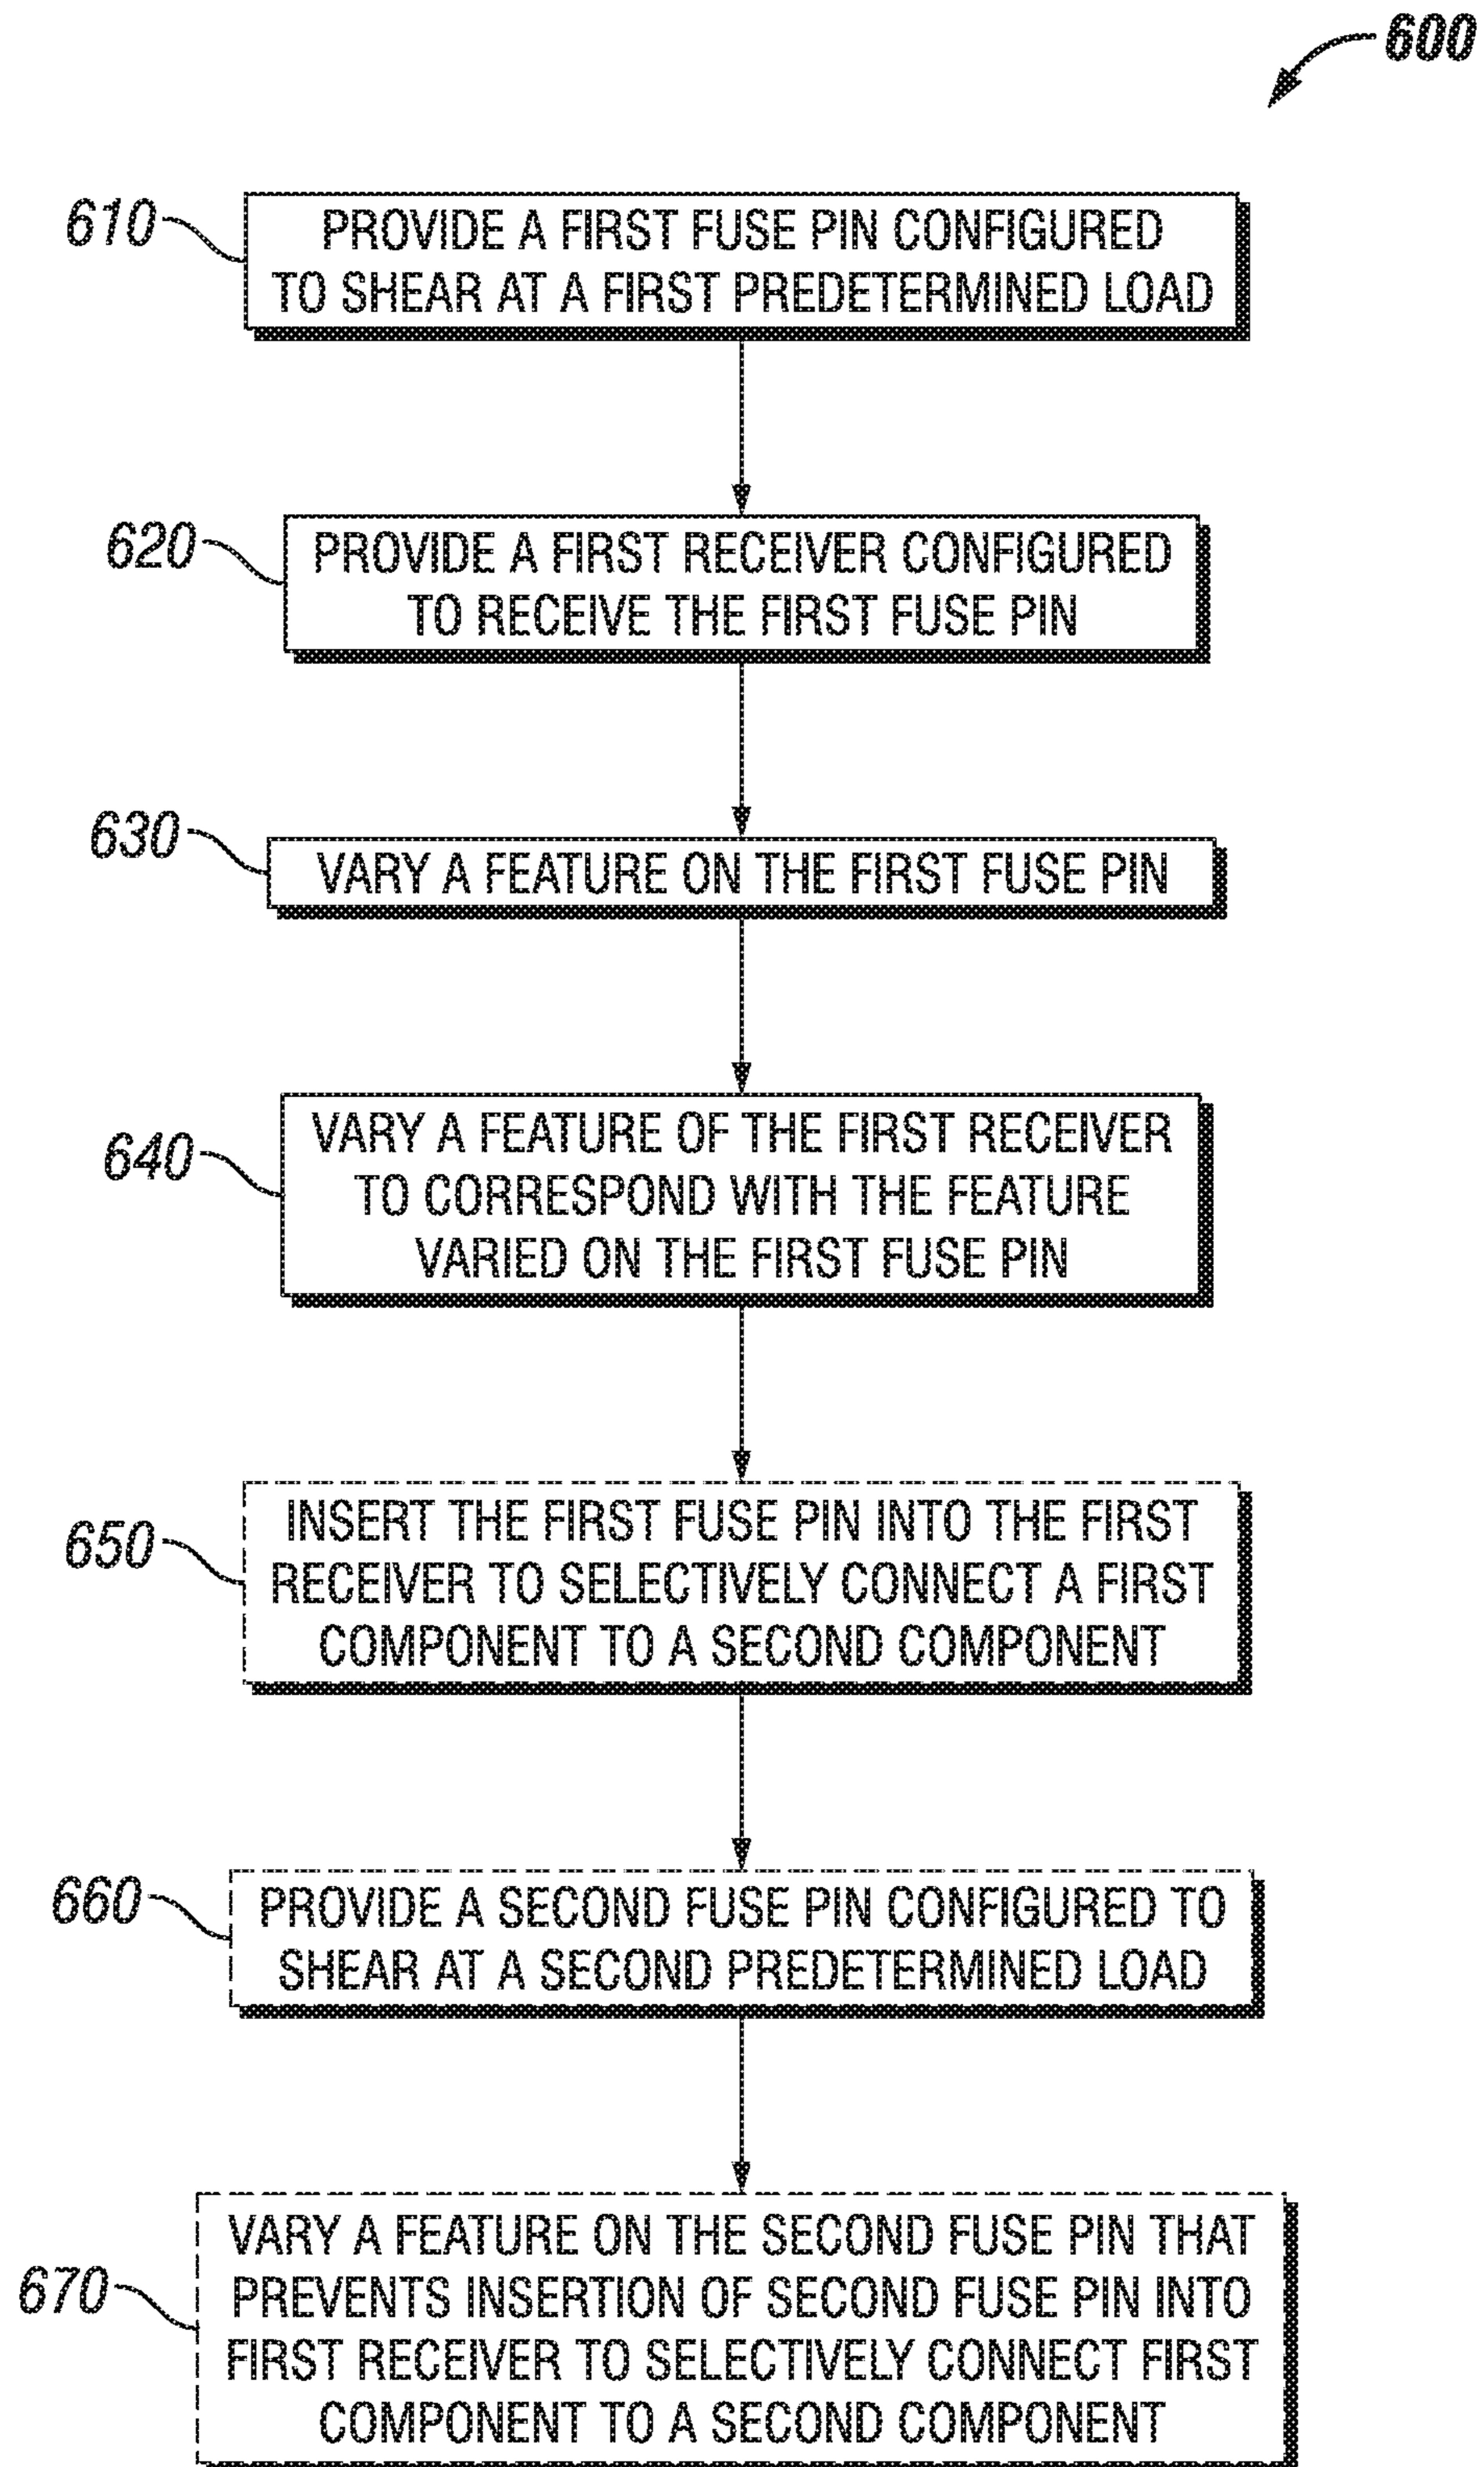 600
610
PROVIDE A FIRST FUSE PIN CONFIGURED
TO SHEAR AT A FIRST PREDETERMINED LOAD
620
PROVIDE A FIRST RECEIVER CONFIGURED
TO RECEIVE THE FIRST FUSE PIN
630
VARY A FEATURE ON THE FIRST FUSE PIN
640
VARY A FEATURE OF THE FIRST RECEIVER
TO CORRESPOND WITH THE FEATURE
VARIED ON THE FIRST FUSE PIN
650
INSERT THE FIRST FUSE PIN INTO THE FIRST
RECEIVER TO SELECTIVELY CONNECT A FIRST
COMPONENT TO A SECOND COMPONENT
660
PROVIDE A SECOND FUSE PIN CONFIGURED TO
SHEAR AT A SECOND PREDETERMINED LOAD
670
VARY A FEATURE ON THE SECOND FUSE PIN THAT
PREVENTS INSERTION OF SECOND FUSE PIN INTO
FIRST RECEIVER TO SELECTIVELY CONNECT FIRST
COMPONENT TO A SECOND COMPONENT